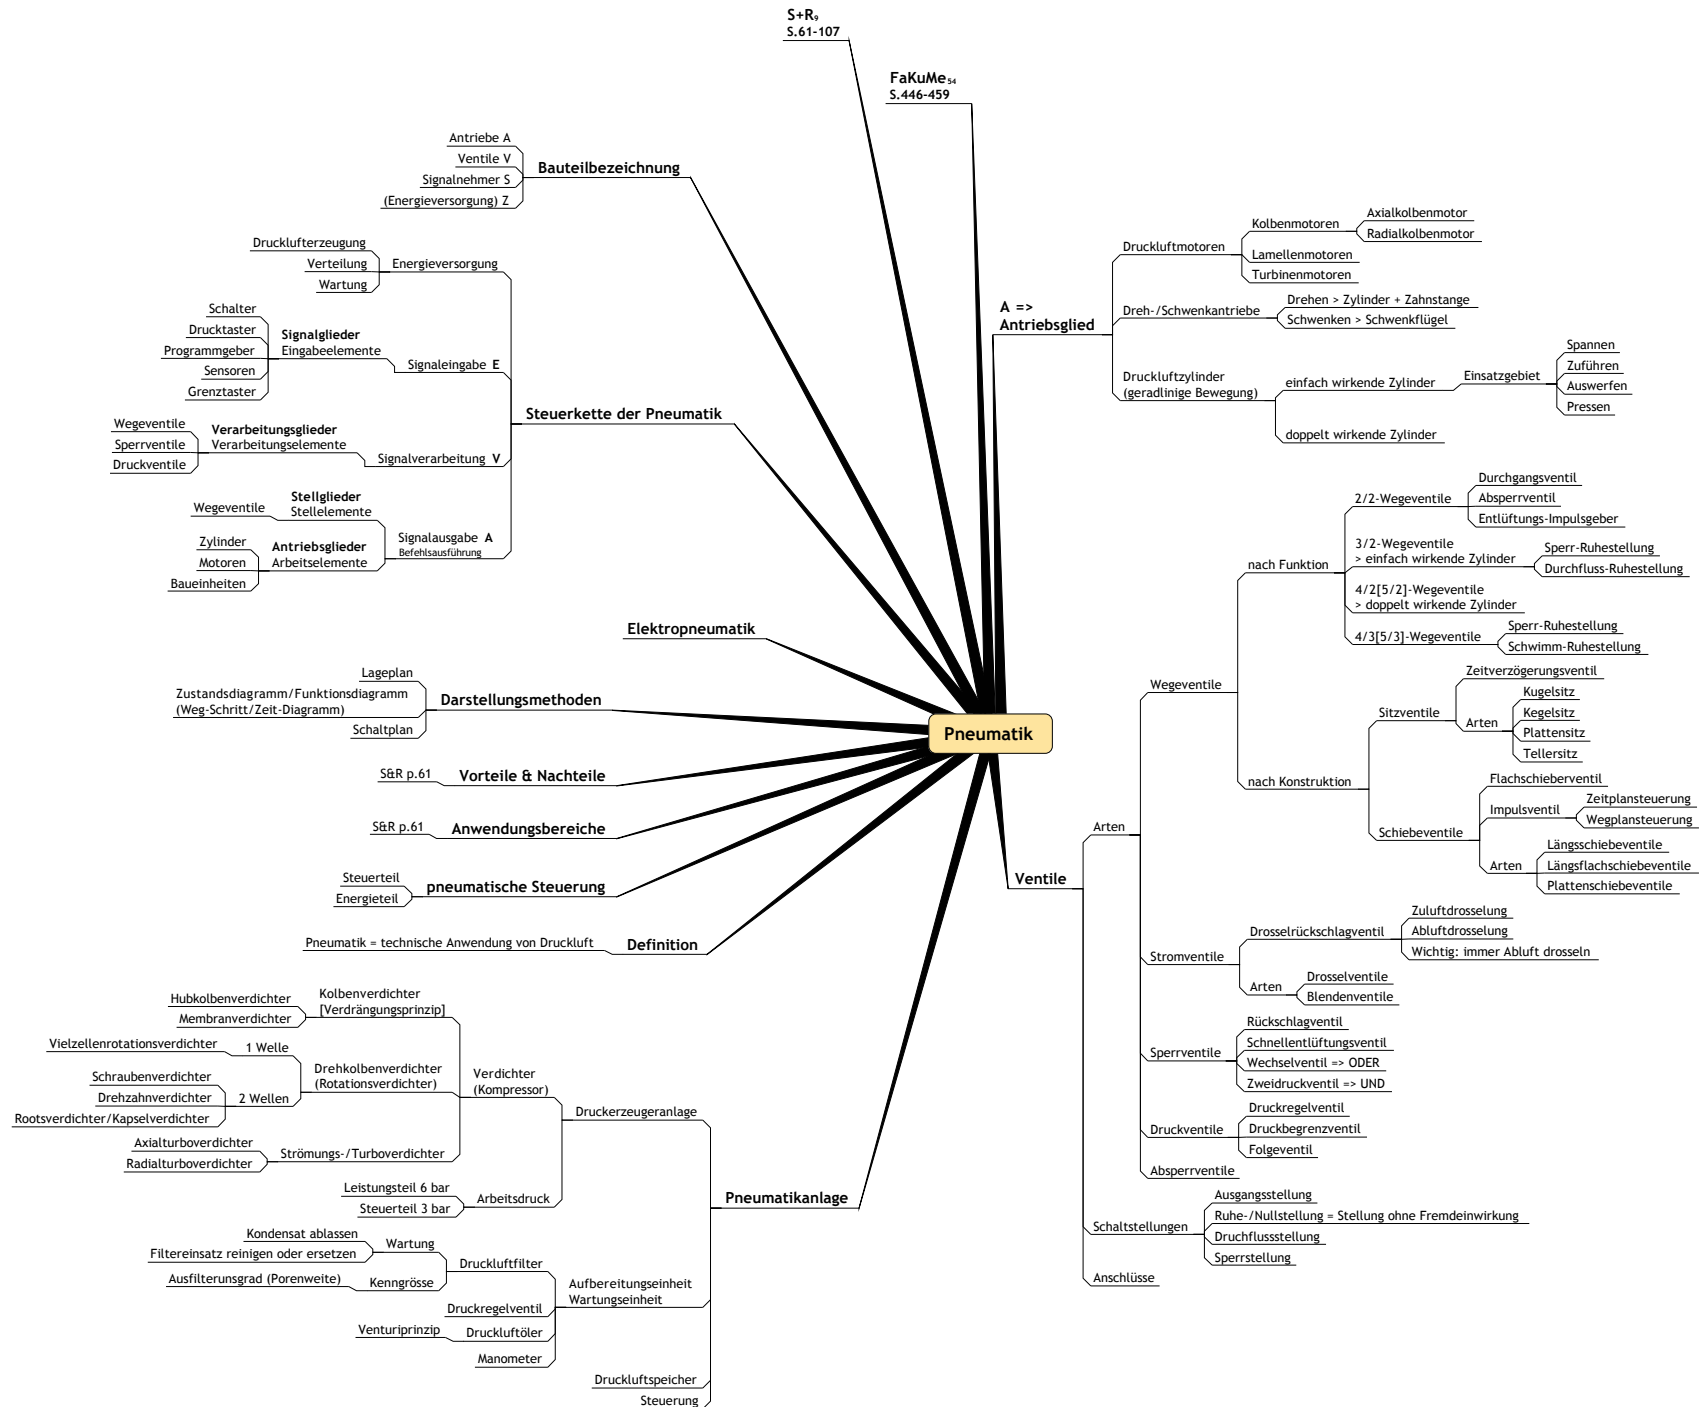 S+R9
S.61-107
FaKuMe54
S.446-459
Antriebe A
Ventile V
Signalnehmer S
(Energieversorgung) Z
Bauteilbezeichnung
Drucklufterzeugung
Verteilung
Wartung
Energieversorgung
Schalter
Drucktaster
Programmgeber
Sensoren
Grenztaster
Signalglieder
Eingabeelemente
Signaleingabe E
Wegeventile
Sperrventile
Druckventile
Verarbeitungsglieder
Verarbeitungselemente
Signalverarbeitung V
Wegeventile
Stellglieder
Stellelemente
Zylinder
Motoren
Baueinheiten
Antriebsglieder
Arbeitselemente
Signalausgabe A
Befehlsausführung
Steuerkette der Pneumatik
Elektropneumatik
Lageplan
Zustandsdiagramm/Funktionsdiagramm
(Weg-Schritt/Zeit-Diagramm)
Schaltplan
Darstellungsmethoden
S&R p.61
Vorteile & Nachteile
S&R p.61
Anwendungsbereiche
Steuerteil
Energieteil
pneumatische Steuerung
Pneumatik = technische Anwendung von Druckluft
Definition
Hubkolbenverdichter
Membranverdichter
Kolbenverdichter
[Verdrängungsprinzip]
Vielzellenrotationsverdichter
1 Welle
Schraubenverdichter
Drehzahnverdichter
Rootsverdichter/Kapselverdichter
2 Wellen
Drehkolbenverdichter
(Rotationsverdichter)
Axialturboverdichter
Radialturboverdichter
Strömungs-/Turboverdichter
Verdichter
(Kompressor)
Leistungsteil 6 bar
Steuerteil 3 bar
Arbeitsdruck
Druckerzeugeranlage
Kondensat ablassen
Filtereinsatz reinigen oder ersetzen
Wartung
Ausfilterunsgrad (Porenweite)
Kenngrösse
Druckluftfilter
Druckregelventil
Venturiprinzip
Druckluftöler
Manometer
Aufbereitungseinheit
Wartungseinheit
Druckluftspeicher
Steuerung
Pneumatikanlage
Pneumatik
A =>
Antriebsglied
Druckluftmotoren
Kolbenmotoren
Axialkolbenmotor
Radialkolbenmotor
Lamellenmotoren
Turbinenmotoren
Dreh-/Schwenkantriebe
Drehen > Zylinder + Zahnstange
Schwenken > Schwenkflügel
Druckluftzylinder
(geradlinige Bewegung)
einfach wirkende Zylinder
Einsatzgebiet
Spannen
Zuführen
Auswerfen
Pressen
doppelt wirkende Zylinder
Ventile
Arten
Wegeventile
nach Funktion
2/2-Wegeventile
Durchgangsventil
Absperrventil
Entlüftungs-Impulsgeber
3/2-Wegeventile
> einfach wirkende Zylinder
Sperr-Ruhestellung
Durchfluss-Ruhestellung
4/2[5/2]-Wegeventile
> doppelt wirkende Zylinder
4/3[5/3]-Wegeventile
Sperr-Ruhestellung
Schwimm-Ruhestellung
nach Konstruktion
Sitzventile
Zeitverzögerungsventil
Arten
Kugelsitz
Kegelsitz
Plattensitz
Tellersitz
Schiebeventile
Flachschieberventil
Impulsventil
Zeitplansteuerung
Wegplansteuerung
Arten
Längsschiebeventile
Längsflachschiebeventile
Plattenschiebeventile
Stromventile
Drosselrückschlagventil
Zuluftdrosselung
Abluftdrosselung
Wichtig: immer Abluft drosseln
Arten
Drosselventile
Blendenventile
Sperrventile
Rückschlagventil
Schnellentlüftungsventil
Wechselventil => ODER
Zweidruckventil => UND
Druckventile
Druckregelventil
Druckbegrenzventil
Folgeventil
Absperrventile
Schaltstellungen
Ausgangsstellung
Ruhe-/Nullstellung = Stellung ohne Fremdeinwirkung
Druchflussstellung
Sperrstellung
Anschlüsse